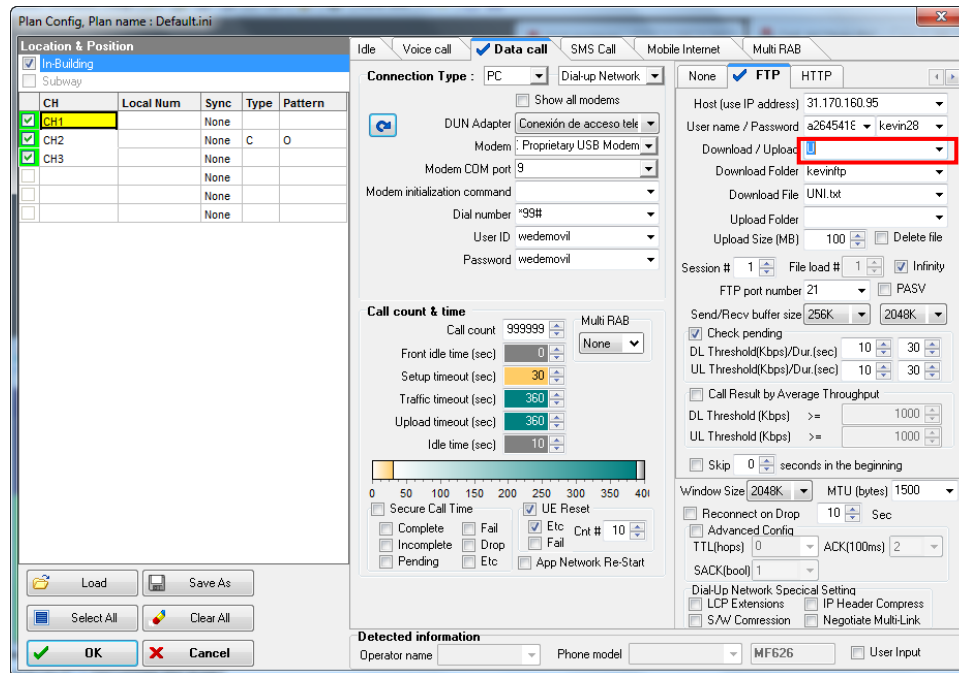 Plan Config, Plan name : Default.ini
Location & Position
In-Building
Subway
CH Local Num Sync Type Pattern
CH1 None
CH2 None C O
CH3 None
None
None
None
Load Save As
Select All Clear All
OK Cancel
Idle Voice call Data call SMS Call Mobile Internet Multi RAB
Connection Type : PC Dial-up Network
Show all modems
DUN Adapter Conexión de acceso tele
Modem Proprietary USB Modem
Modem COM port 9
Modem initialization command
Dial number *99#
User ID wedemovil
Password wedemovil
Call count & time
Call count 999999 Multi RAB
Front idle time (sec) 0 None
Setup timeout (sec) 30
Traffic timeout (sec) 360
Upload timeout (sec) 360
Idle time (sec) 10
0 50 100 150 200 250 300 350 40
Secure Call Time UE Reset
Complete Fail Etc Cnt # 10
Incomplete Drop Fail
Pending Etc App Network Re-Start
None FTP HTTP
Host (use IP address) 31.170.160.95
User name / Password a2645418 kevin28
Download / Upload U
Download Folder kevinftp
Download File UNI.txt
Upload Folder
Upload Size (MB) 100 Delete file
Session # 1 File load # 1 Infinity
FTP port number 21 PASV
Send/Recv buffer size 256K 2048K
Check pending
DL Threshold(Kbps)/Dur.(sec) 10 30
UL Threshold(Kbps)/Dur.(sec) 10 30
Call Result by Average Throughput
DL Threshold (Kbps) >= 1000
UL Threshold (Kbps) >= 1000
Skip 0 seconds in the beginning
Window Size 2048K MTU (bytes) 1500
Reconnect on Drop 10 Sec
Advanced Config
TTL(hops) 0 ACK(100ms) 2
SACK(bool) 1
Dial-Up Network Specical Setting
LCP Extensions IP Header Compress
S/W Comression Negotiate Multi-Link
Detected information
Operator name Phone model MF626 User Input